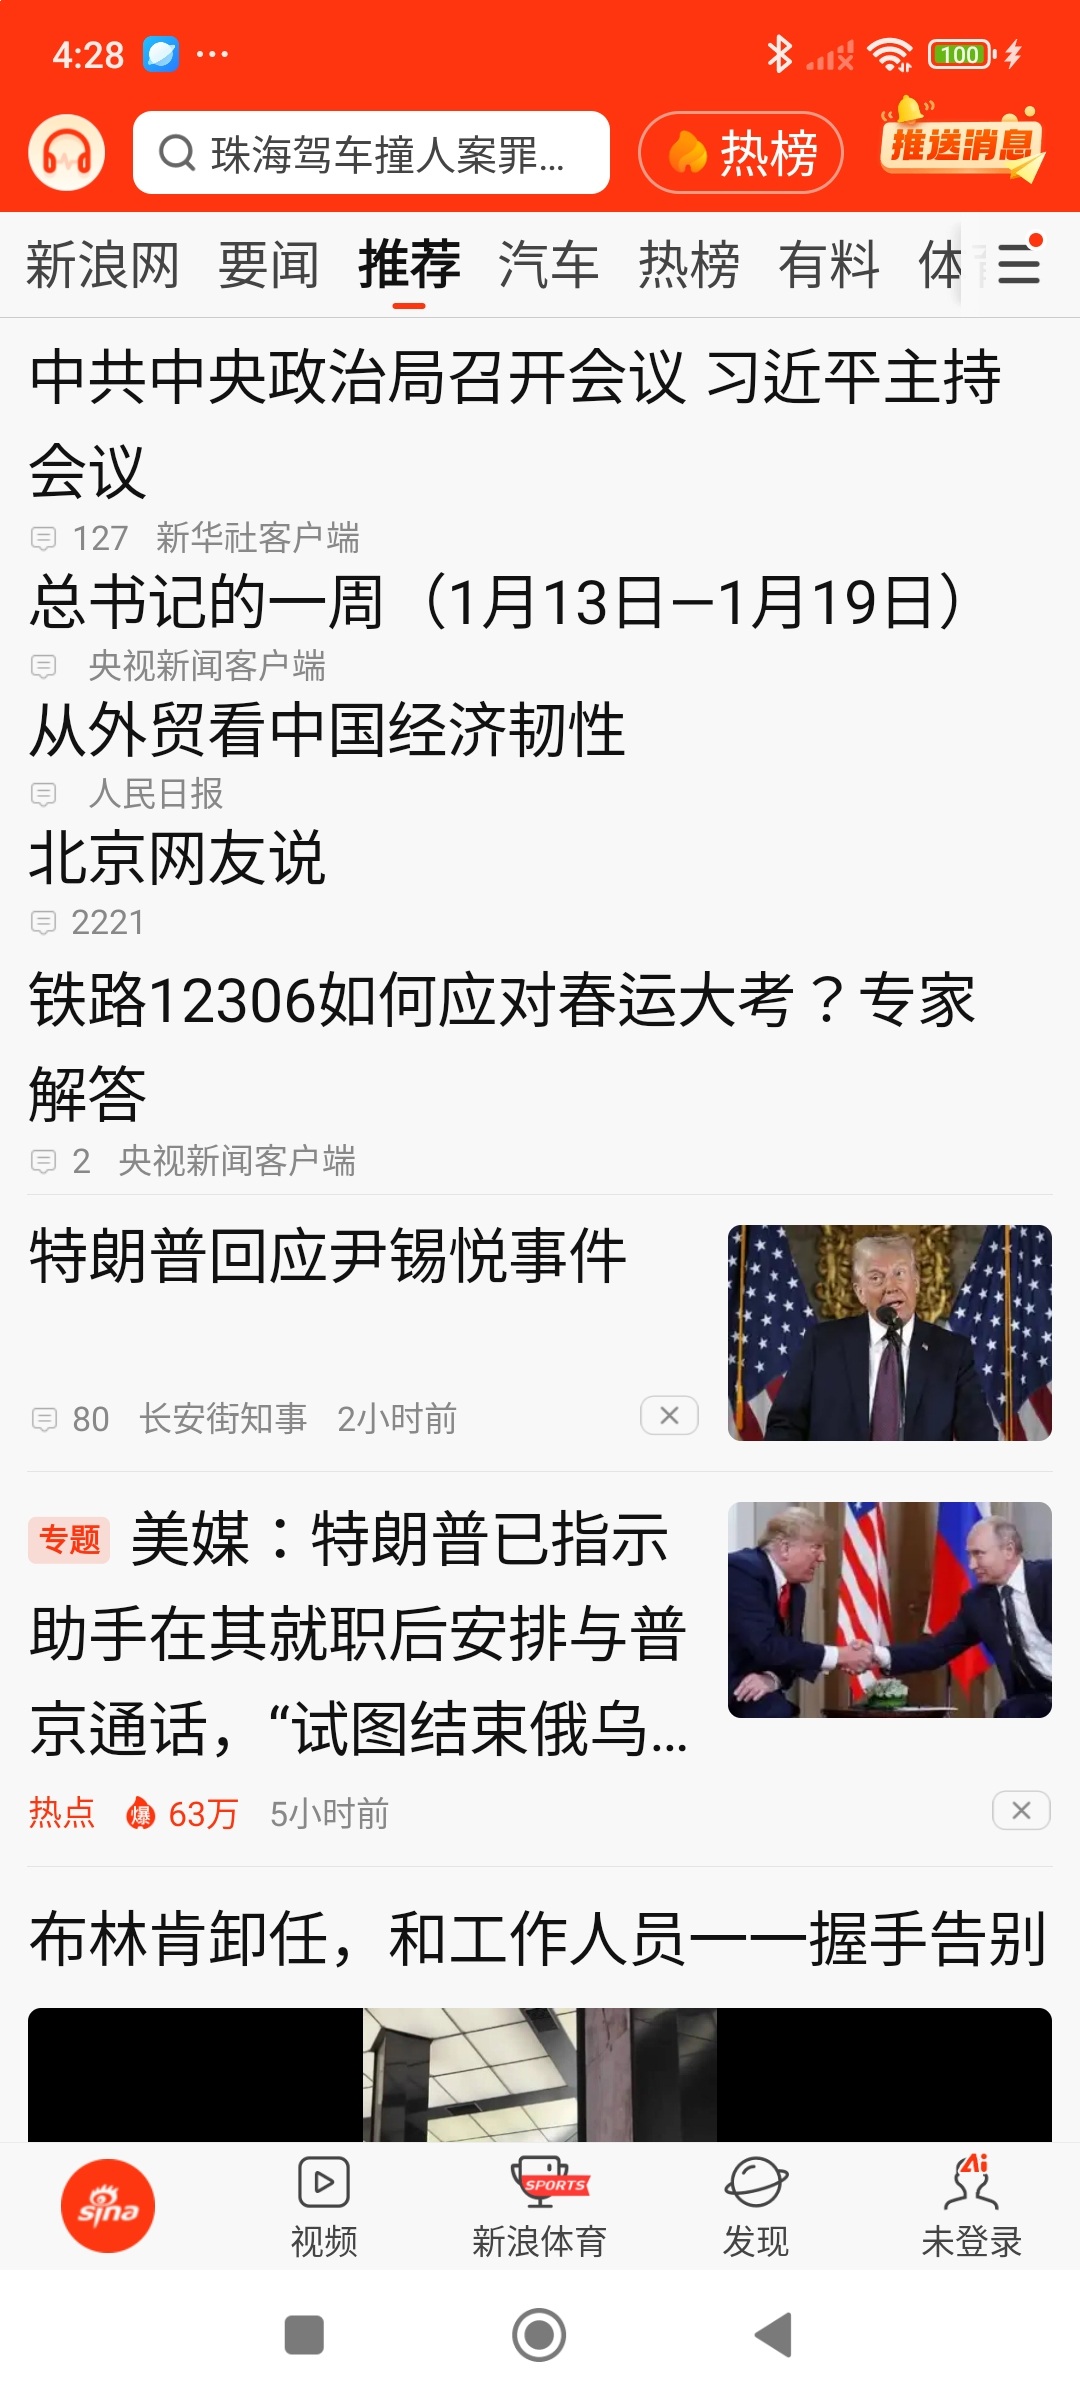 4:28
100
珠海驾车撞人案罪...
热榜
推送消息
新浪网 要闻 推荐 汽车 热榜 有料 体
中共中央政治局召开会议 习近平主持
会议
127 新华社客户端
总书记的一周（1月13日—1月19日）
央视新闻客户端
从外贸看中国经济韧性
人民日报
北京网友说
2221
铁路12306如何应对春运大考？专家
解答
2 央视新闻客户端
特朗普回应尹锡悦事件
80 长安街知事 2小时前
专题 美媒：特朗普已指示
助手在其就职后安排与普
京通话，“试图结束俄乌...
热点 爆 63万 5小时前
布林肯卸任，和工作人员一一握手告别
sina
视频
SPORTS
新浪体育
发现
Ai
未登录